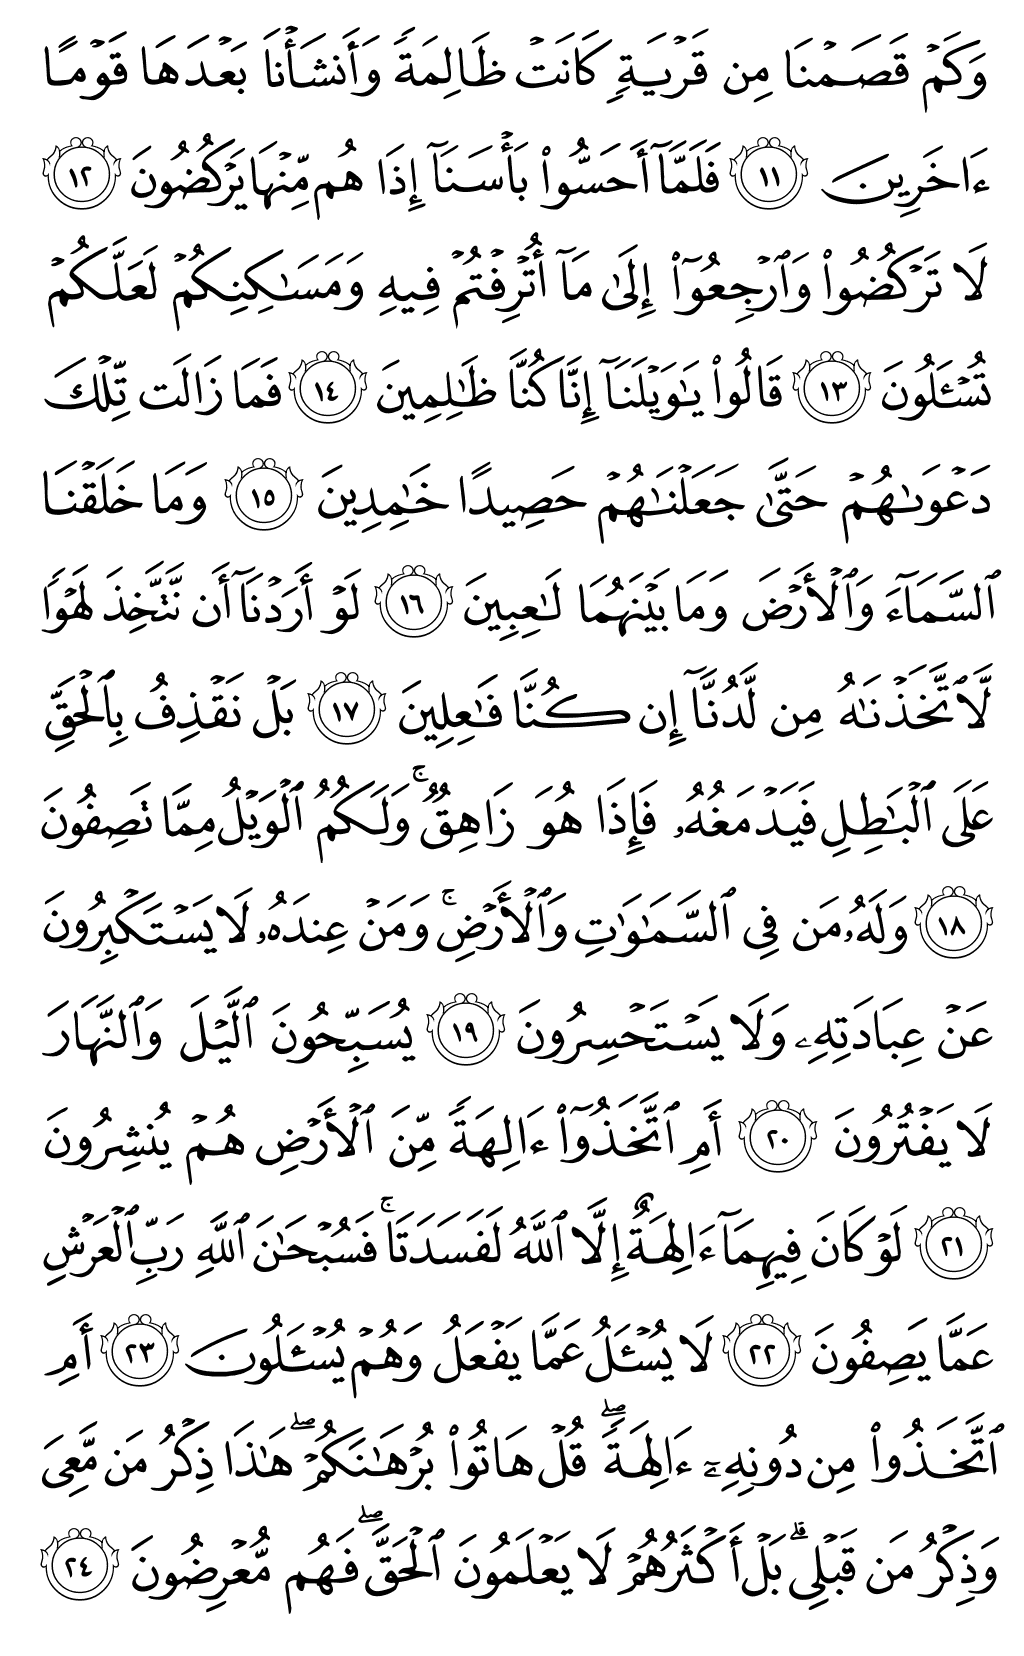 وَكَمۡ قَصَمۡنَا مِن قَرۡيَةٖ كَانَتۡ ظَالِمَةٗ وَأَنشَأۡنَا بَعۡدَهَا قَوۡمًا
ءَاخَرِينَ ١١ فَلَمَّآ أَحَسُّواْ بَأۡسَنَآ إِذَا هُم مِّنۡهَا يَرۡكُضُونَ ١٢
لَا تَرۡكُضُواْ وَٱرۡجِعُوٓاْ إِلَىٰ مَآ أُتۡرِفۡتُمۡ فِيهِ وَمَسَٰكِنِكُمۡ لَعَلَّكُمۡ
تُسۡـَٔلُونَ ١٣ قَالُواْ يَٰوَيۡلَنَآ إِنَّا كُنَّا ظَٰلِمِينَ ١٤ فَمَا زَالَت تِّلۡكَ
دَعۡوَىٰهُمۡ حَتَّىٰ جَعَلۡنَٰهُمۡ حَصِيدًا خَٰمِدِينَ ١٥ وَمَا خَلَقۡنَا
ٱلسَّمَآءَ وَٱلۡأَرۡضَ وَمَا بَيۡنَهُمَا لَٰعِبِينَ ١٦ لَوۡ أَرَدۡنَآ أَن نَّتَّخِذَ لَهۡوٗا
لَّٱتَّخَذۡنَٰهُ مِن لَّدُنَّآ إِن كُنَّا فَٰعِلِينَ ١٧ بَلۡ نَقۡذِفُ بِٱلۡحَقِّ
عَلَى ٱلۡبَٰطِلِ فَيَدۡمَغُهُۥ فَإِذَا هُوَ زَاهِقٞۚ وَلَكُمُ ٱلۡوَيۡلُ مِمَّا تَصِفُونَ
١٨ وَلَهُۥ مَن فِي ٱلسَّمَٰوَٰتِ وَٱلۡأَرۡضِۚ وَمَنۡ عِندَهُۥ لَا يَسۡتَكۡبِرُونَ
عَنۡ عِبَادَتِهِۦ وَلَا يَسۡتَحۡسِرُونَ ١٩ يُسَبِّحُونَ ٱلَّيۡلَ وَٱلنَّهَارَ
لَا يَفۡتُرُونَ ٢٠ أَمِ ٱتَّخَذُوٓاْ ءَالِهَةٗ مِّنَ ٱلۡأَرۡضِ هُمۡ يُنشِرُونَ
٢١ لَوۡ كَانَ فِيهِمَآ ءَالِهَةٌ إِلَّا ٱللَّهُ لَفَسَدَتَاۚ فَسُبۡحَٰنَ ٱللَّهِ رَبِّ ٱلۡعَرۡشِ
عَمَّا يَصِفُونَ ٢٢ لَا يُسۡـَٔلُ عَمَّا يَفۡعَلُ وَهُمۡ يُسۡـَٔلُونَ ٢٣ أَمِ
ٱتَّخَذُواْ مِن دُونِهِۦٓ ءَالِهَةٗۖ قُلۡ هَاتُواْ بُرۡهَٰنَكُمۡۖ هَٰذَا ذِكۡرُ مَن مَّعِيَ
وَذِكۡرُ مَن قَبۡلِيۚ بَلۡ أَكۡثَرُهُمۡ لَا يَعۡلَمُونَ ٱلۡحَقَّۖ فَهُم مُّعۡرِضُونَ ٢٤